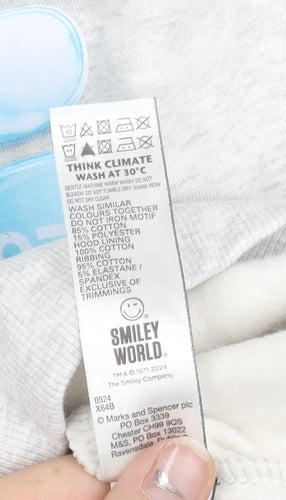 THINK CLIMATE
WASH AT 30°C
GENTLE MACHINE WARM WASH DO NOT
BLEACH DO NOT TUMBLE DRY WARM IRON
DO NOT DRY CLEAN
WASH SIMILAR
COLOURS TOGETHER
DO NOT IRON MOTIF
85% COTTON
15% POLYESTER
HOOD LINING
100% COTTON
RIBBING
95% COTTON
5% ELASTANE /
SPANDEX
EXCLUSIVE OF
TRIMMINGS
SMILEY
WORLD®
TM & © 1971-2024
The Smiley Company.
0924
X64B
© Marks and Spencer plc
PO Box 3339
Chester CH99 9QS
M&S, PO Box 13022
Ravensdale, Dublin